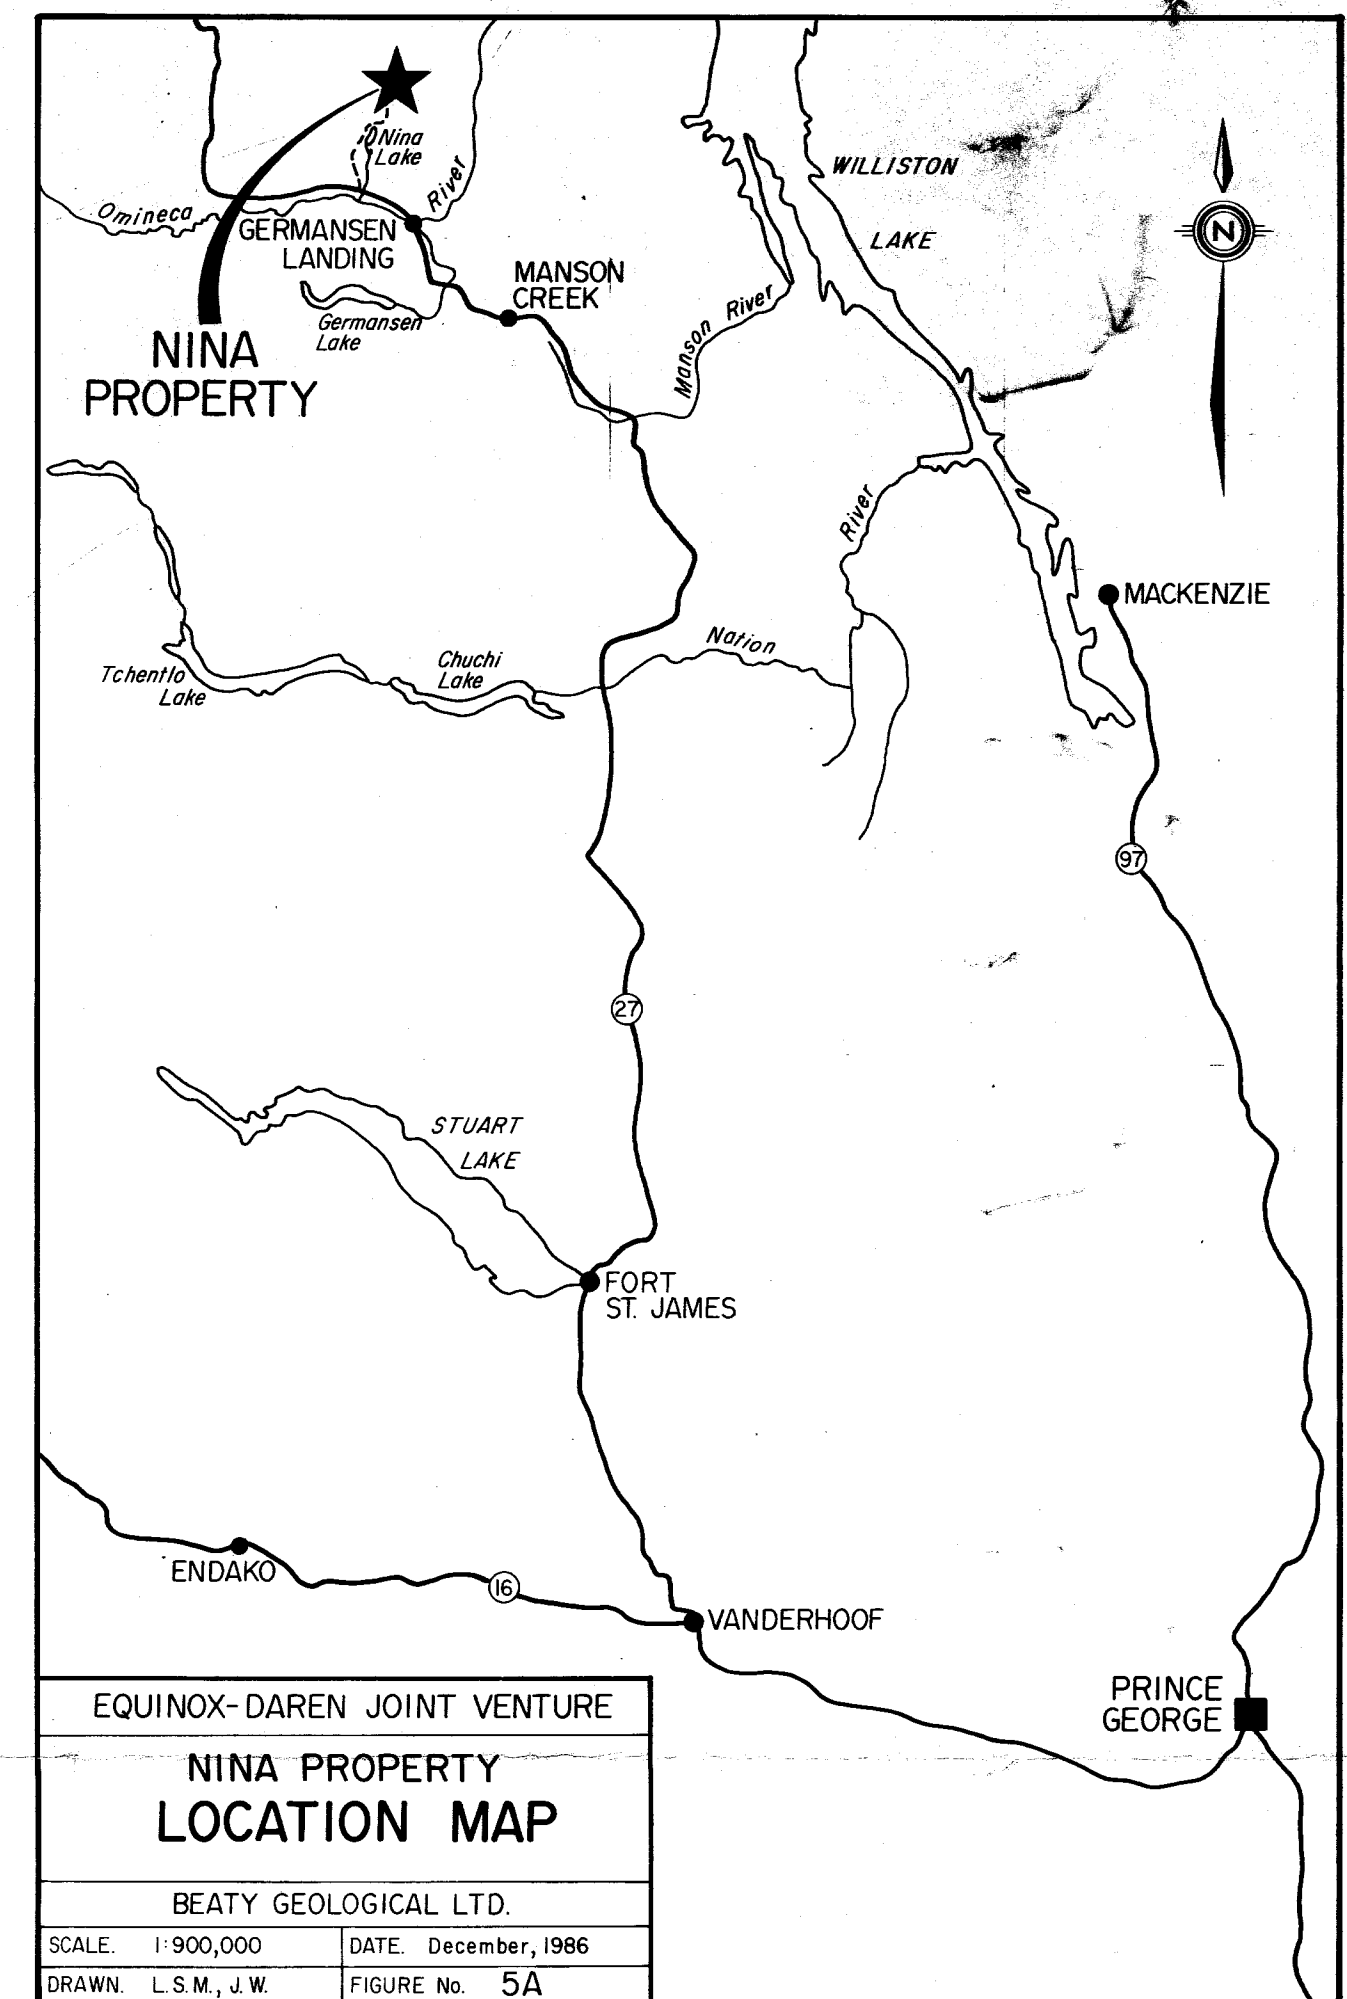 Nina
Lake
Omineca
River
GERMANSEN
LANDING
WILLISTON
LAKE
N
MANSON
CREEK
Germansen
Lake
Manson River
NINA
PROPERTY
River
MACKENZIE
Nation
Chuchi
Lake
Tchentlo
Lake
97
27
STUART
LAKE
FORT
ST. JAMES
ENDAKO
16
VANDERHOOF
PRINCE
GEORGE
EQUINOX-DAREN JOINT VENTURE
NINA PROPERTY
LOCATION MAP
BEATY GEOLOGICAL LTD.
SCALE. 1:900,000
DATE. December, 1986
DRAWN. L.S.M., J.W.
FIGURE No. 5A